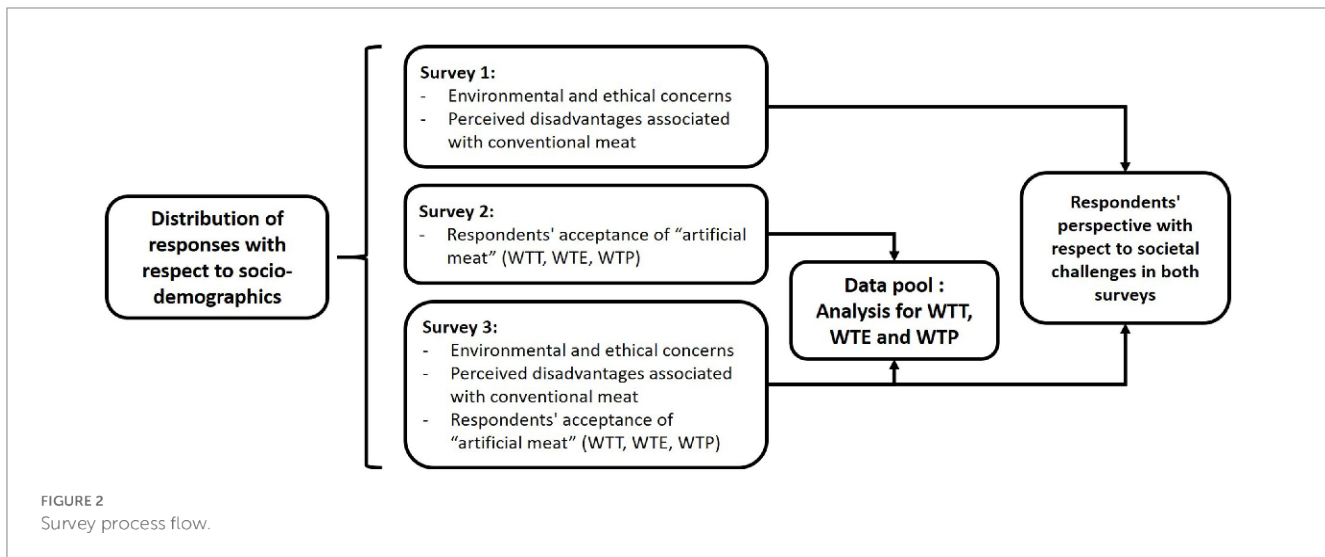 Distribution of
responses with
respect to socio-
demographics
Survey 1:
- Environmental and ethical concerns
- Perceived disadvantages associated
with conventional meat
Survey 2:
- Respondents' acceptance of “artificial
meat” (WTT, WTE, WTP)
Survey 3:
- Environmental and ethical concerns
- Perceived disadvantages associated
with conventional meat
- Respondents' acceptance of
“artificial meat” (WTT, WTE, WTP)
Data pool :
Analysis for WTT,
WTE and WTP
Respondents'
perspective with
respect to societal
challenges in both
surveys
FIGURE 2
Survey process flow.